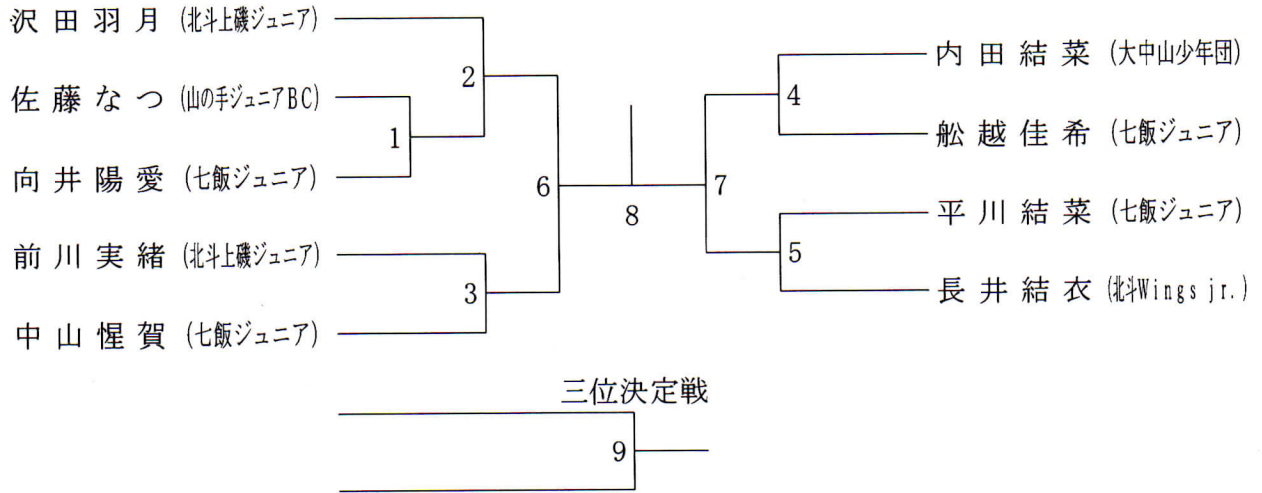 沢田羽月 (北斗上磯ジュニア)
佐藤なつ (山の手ジュニアBC)
向井陽愛 (七飯ジュニア)
前川実緒 (北斗上磯ジュニア)
中山惺賀 (七飯ジュニア)
1
2
3
6
8
7
4
5
内田結菜 (大中山少年団)
舩越佳希 (七飯ジュニア)
平川結菜 (七飯ジュニア)
長井結衣 (北斗Wings jr.)
三位決定戦
9